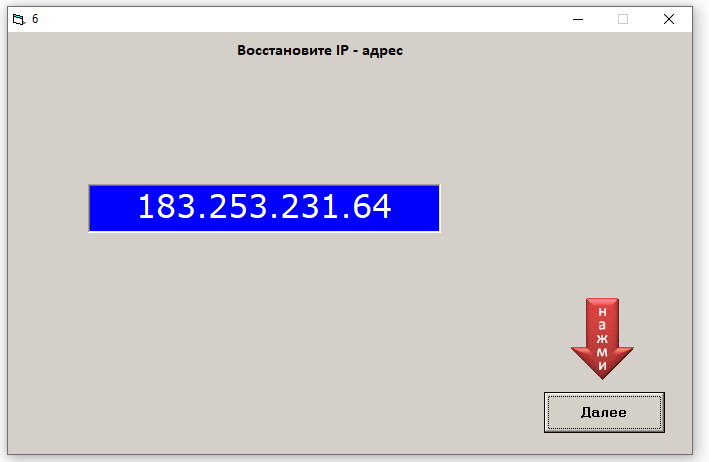 6
Восстановите IP - адрес
183.253.231.64
нажми
Далее